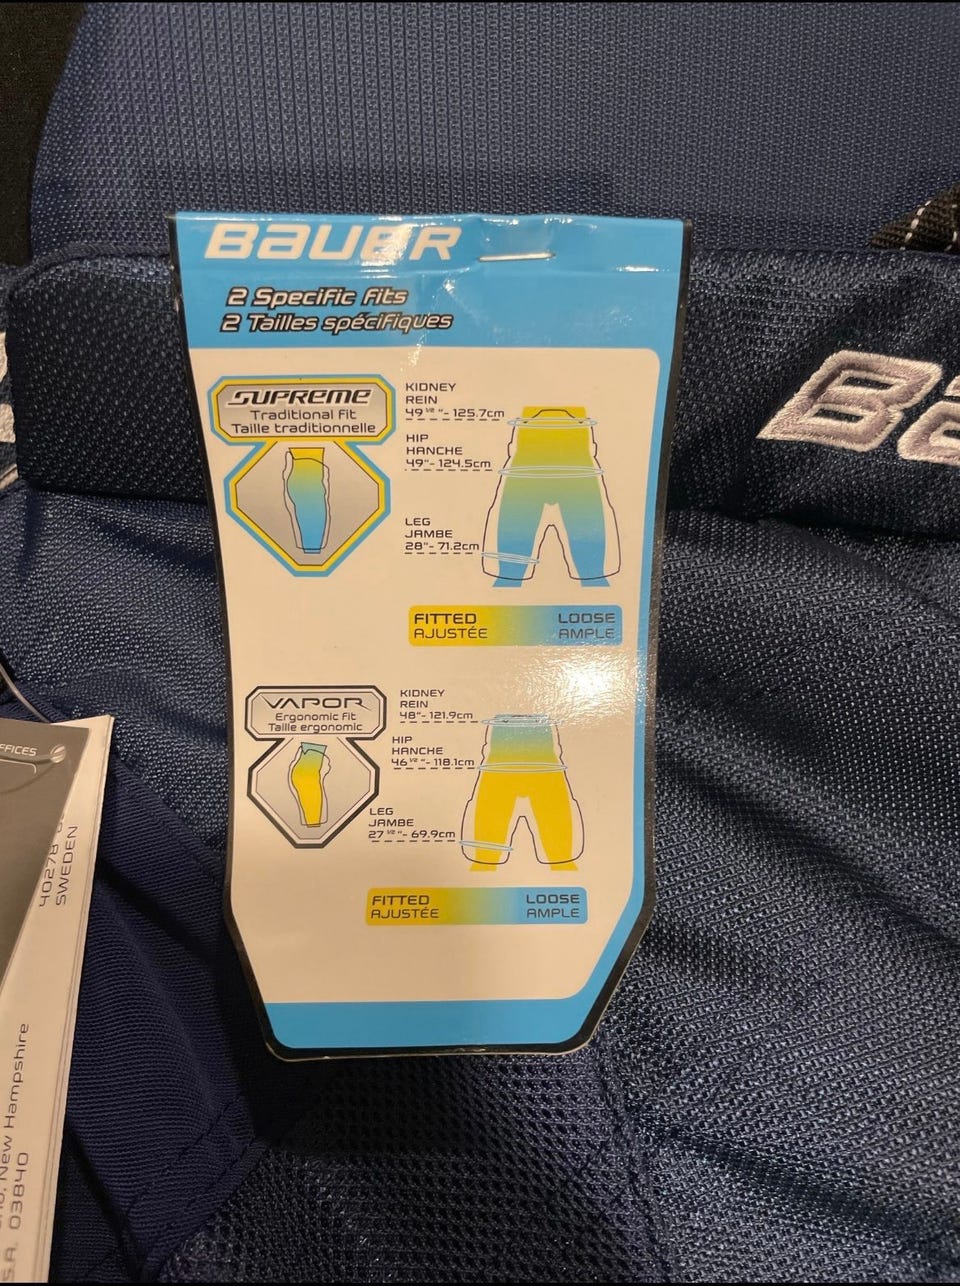 BAUER
2 Specific Fits
2 Tailles spécifiques
SUPREME
Traditional fit
Taille traditionnelle
KIDNEY
REIN
49 1/2 "- 125.7cm
HIP
HANCHE
49"- 124.5cm
LEG
JAMBE
28"- 71.2cm
FITTED LOOSE
AJUSTÉE AMPLE
VAPOR
Ergonomic fit
Taille ergonomic
KIDNEY
REIN
48"- 121.9cm
HIP
HANCHE
46 1/2 "- 118.1cm
LEG
JAMBE
27 1/2 "- 69.9cm
FITTED LOOSE
AJUSTÉE AMPLE
40278
SWEDEN
New Hampshire
03840